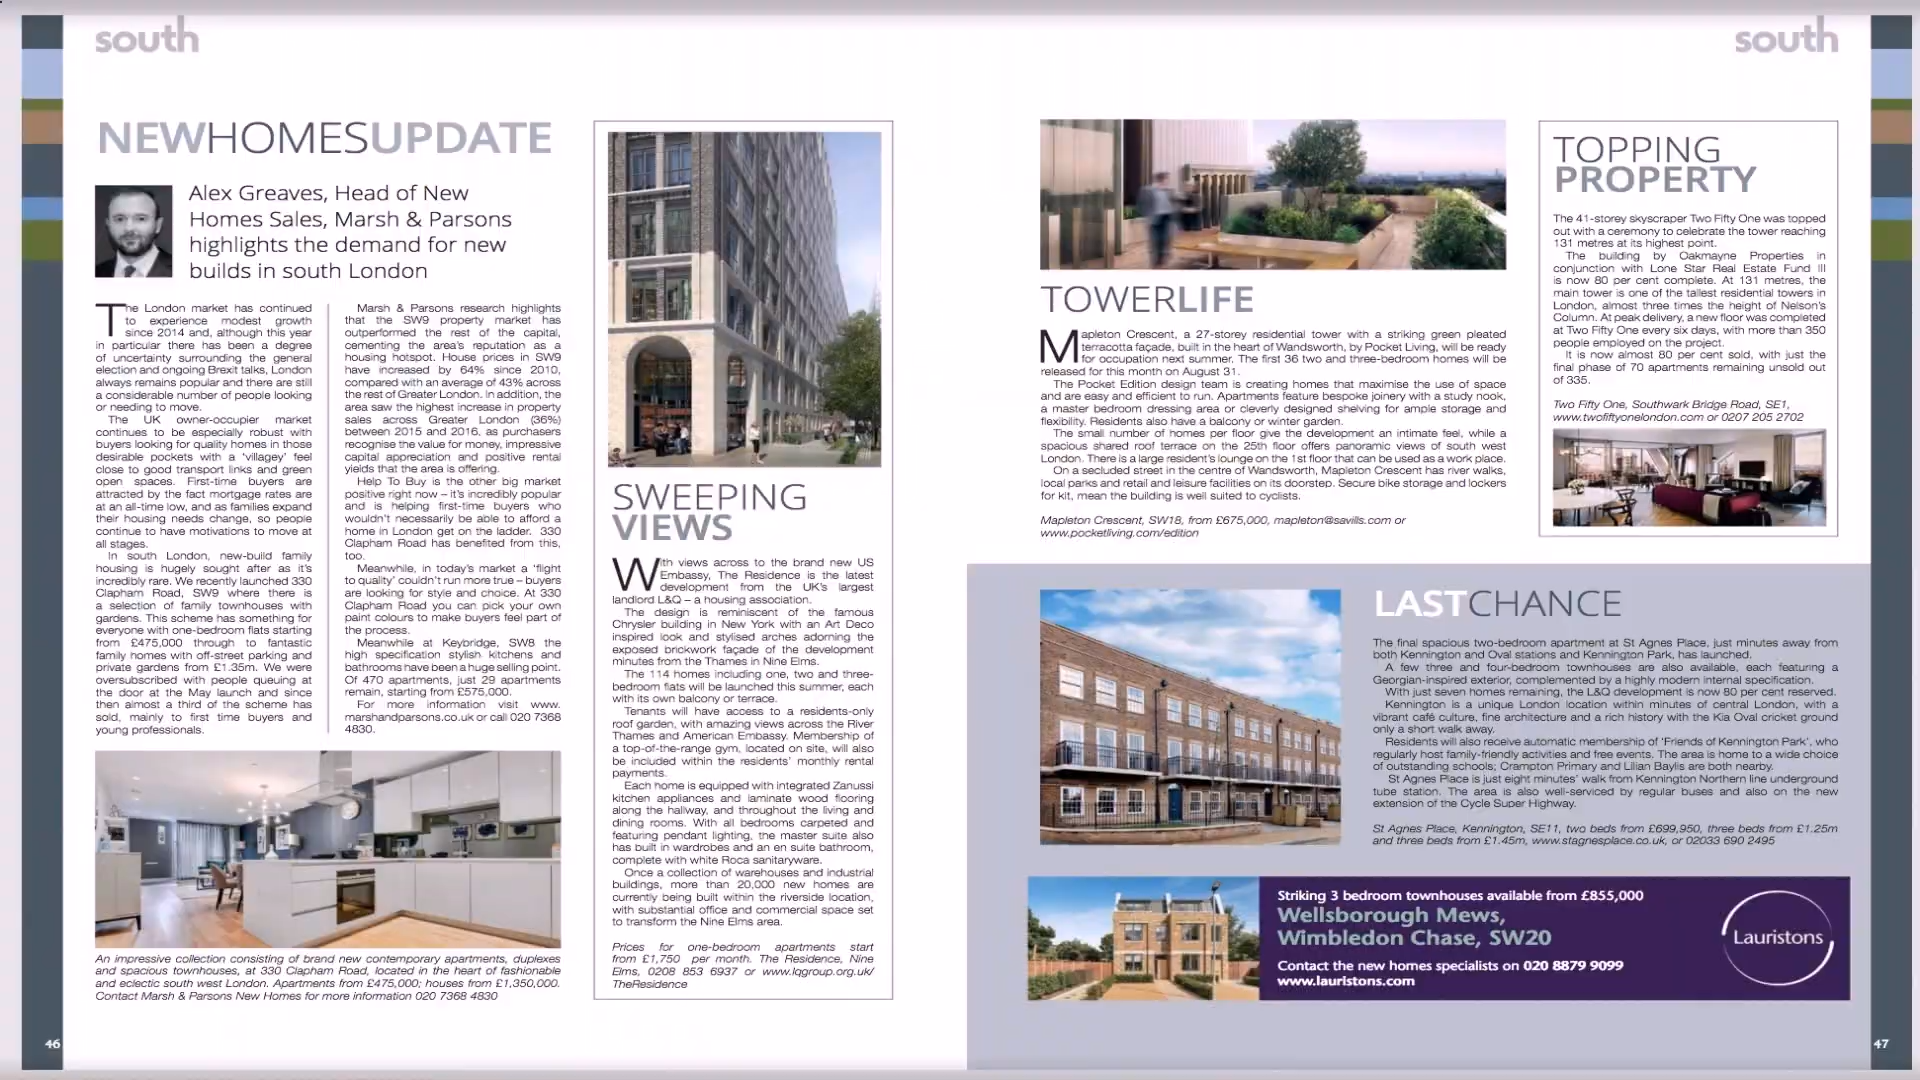 south
south
NEWHOMESUPDATE
Alex Greaves, Head of New
Homes Sales, Marsh & Parsons
highlights the demand for new
builds in south London
The London market has continued
to experience modest growth
since 2014 and, although this year
in particular there has been a degree
of uncertainty surrounding the general
election and ongoing Brexit talks, London
always remains popular and there are still
a considerable number of people looking
or needing to move.
The UK owner-occupier market
continues to be especially robust with
buyers looking for quality homes in those
desirable pockets with a ‘villagey’ feel
close to good transport links and green
open spaces. First-time buyers are
attracted by the fact mortgage rates are
at an all-time low, and as families expand
their housing needs change, so people
continue to have motivations to move at
all stages.
In south London, new-build family
housing is hugely sought after as it’s
incredibly rare. We recently launched 330
Clapham Road, SW9 where there is
a selection of family townhouses with
gardens. This scheme has something for
everyone with one-bedroom flats starting
from £475,000 through to fantastic
family homes with off-street parking and
private gardens from £1.35m. We were
oversubscribed with people queuing at
the door at the May launch and since
then almost a third of the scheme has
sold, mainly to first time buyers and
young professionals.
Marsh & Parsons research highlights
that the SW9 property market has
outperformed the rest of the capital,
cementing the area’s reputation as a
housing hotspot. House prices in SW9
have increased by 64% since 2010,
compared with an average of 43% across
the rest of Greater London. In addition, the
area saw the highest increase in property
sales across Greater London (36%)
between 2015 and 2016, as purchasers
recognise the value for money, impressive
capital appreciation and positive rental
yields that the area is offering.
Help To Buy is the other big market
positive right now – it’s incredibly popular
and is helping first-time buyers who
wouldn’t necessarily be able to afford a
home in London get on the ladder. 330
Clapham Road has benefited from this,
too.
Meanwhile, in today’s market a ‘flight
to quality’ couldn’t run more true – buyers
are looking for style and choice. At 330
Clapham Road you can pick your own
paint colours to make buyers feel part of
the process.
Meanwhile at Keybridge, SW8 the
high specification stylish kitchens and
bathrooms have been a huge selling point.
Of 470 apartments, just 29 apartments
remain, starting from £575,000.
For more information visit www.
marshandparsons.co.uk or call 020 7368
4830.
An impressive collection consisting of brand new contemporary apartments, duplexes
and spacious townhouses, at 330 Clapham Road, located in the heart of fashionable
and eclectic south west London. Apartments from £475,000; houses from £1,350,000.
Contact Marsh & Parsons New Homes for more information 020 7368 4830
SWEEPING
VIEWS
With views across to the brand new US
Embassy, The Residence is the latest
development from the UK’s largest
landlord L&Q – a housing association.
The design is reminiscent of the famous
Chrysler building in New York with an Art Deco
inspired look and stylised arches adorning the
exposed brickwork façade of the development
minutes from the Thames in Nine Elms.
The 114 homes including one, two and three-
bedroom flats will be launched this summer, each
with its own balcony or terrace.
Tenants will have access to a residents-only
roof garden, with amazing views across the River
Thames and American Embassy. Membership of
a top-of-the-range gym, located on site, will also
be included within the residents’ monthly rental
payments.
Each home is equipped with integrated Zanussi
kitchen appliances and laminate wood flooring
along the hallway, and throughout the living and
dining rooms. With all bedrooms carpeted and
featuring pendant lighting, the master suite also
has built in wardrobes and an en suite bathroom,
complete with white Roca sanitaryware.
Once a collection of warehouses and industrial
buildings, more than 20,000 new homes are
currently being built within the riverside location,
with substantial office and commercial space set
to transform the Nine Elms area.
Prices for one-bedroom apartments start
from £1,750 per month. The Residence, Nine
Elms, 0208 853 6937 or www.lqgroup.org.uk/
TheResidence
TOWERLIFE
Mapleton Crescent, a 27-storey residential tower with a striking green pleated
terracotta façade, built in the heart of Wandsworth, by Pocket Living, will be ready
for occupation next summer. The first 36 two and three-bedroom homes will be
released for this month on August 31.
The Pocket Edition design team is creating homes that maximise the use of space
and are easy and efficient to run. Apartments feature bespoke joinery with a study nook,
a master bedroom dressing area or cleverly designed shelving for ample storage and
flexibility. Residents also have a balcony or winter garden.
The small number of homes per floor give the development an intimate feel, while a
spacious shared roof terrace on the 25th floor offers panoramic views of south west
London. There is a large resident’s lounge on the 1st floor that can be used as a work place.
On a secluded street in the centre of Wandsworth, Mapleton Crescent has river walks,
local parks and retail and leisure facilities on its doorstep. Secure bike storage and lockers
for kit, mean the building is well suited to cyclists.
Mapleton Crescent, SW18, from £675,000, mapleton@savills.com or
www.pocketliving.com/edition
TOPPING
PROPERTY
The 41-storey skyscraper Two Fifty One was topped
out with a ceremony to celebrate the tower reaching
131 metres at its highest point.
The building by Oakmayne Properties in
conjunction with Lone Star Real Estate Fund III
is now 80 per cent complete. At 131 metres, the
main tower is one of the tallest residential towers in
London, almost three times the height of Nelson’s
Column. At peak delivery, a new floor was completed
at Two Fifty One every six days, with more than 350
people employed on the project.
It is now almost 80 per cent sold, with just the
final phase of 70 apartments remaining unsold out
of 335.
Two Fifty One, Southwark Bridge Road, SE1,
www.twofiftyonelondon.com or 0207 205 2702
LASTCHANCE
The final spacious two-bedroom apartment at St Agnes Place, just minutes away from
both Kennington and Oval stations and Kennington Park, has launched.
A few three and four-bedroom townhouses are also available, each featuring a
Georgian-inspired exterior, complemented by a highly modern internal specification.
With just seven homes remaining, the L&Q development is now 80 per cent reserved.
Kennington is a unique London location within minutes of central London, with a
vibrant café culture, fine architecture and a rich history with the Kia Oval cricket ground
only a short walk away.
Residents will also receive automatic membership of ‘Friends of Kennington Park’, who
regularly host family-friendly activities and free events. The area is home to a wide choice
of outstanding schools; Crampton Primary and Lilian Baylis are both nearby.
St Agnes Place is just eight minutes’ walk from Kennington Northern line underground
tube station. The area is also well-serviced by regular buses and also on the new
extension of the Cycle Super Highway.
St Agnes Place, Kennington, SE11, two beds from £699,950, three beds from £1.25m
and three beds from £1.45m, www.stagnesplace.co.uk, or 02033 690 2495
Striking 3 bedroom townhouses available from £855,000
Wellsborough Mews,
Wimbledon Chase, SW20
Contact the new homes specialists on 020 8879 9099
www.lauristons.com
Lauristons
46
47